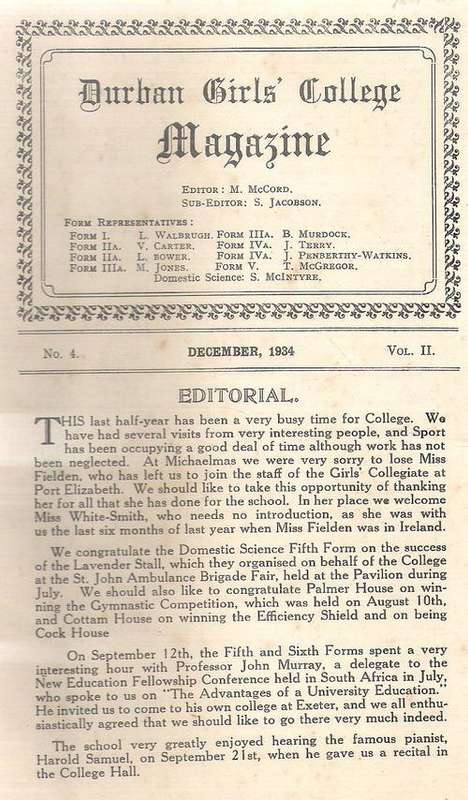 Durban Girls' College
Magazine
EDITOR: M. McCORD.
SUB-EDITOR: S. JACOBSON.
FORM REPRESENTATIVES:
FORM I. L. WALBRUGH. FORM IIIA. B. MURDOCK.
FORM IIA. V. CARTER. FORM IVA. J. TERRY.
FORM IIA. L. BOWER. FORM IVA. J. PENBERTHY-WATKINS.
FORM IIIA. M. JONES. FORM V. T. McGREGOR.
DOMESTIC SCIENCE: S. McINTYRE.
No. 4. DECEMBER, 1934 VOL. II.
EDITORIAL.
THIS last half-year has been a very busy time for College. We
have had several visits from very interesting people, and Sport
has been occupying a good deal of time although work has not
been neglected. At Michaelmas we were very sorry to lose Miss
Fielden, who has left us to join the staff of the Girls' Collegiate at
Port Elizabeth. We should like to take this opportunity of thanking
her for all that she has done for the school. In her place we welcome
Miss White-Smith, who needs no introduction, as she was with
us the last six months of last year when Miss Fielden was in Ireland.
We congratulate the Domestic Science Fifth Form on the success
of the Lavender Stall, which they organised on behalf of the College
at the St. John Ambulance Brigade Fair, held at the Pavilion during
July. We should also like to congratulate Palmer House on win-
ning the Gymnastic Competition, which was held on August 10th,
and Cottam House on winning the Efficiency Shield and on being
Cock House
On September 12th, the Fifth and Sixth Forms spent a very
interesting hour with Professor John Murray, a delegate to the
New Education Fellowship Conference held in South Africa in July,
who spoke to us on "The Advantages of a University Education."
He invited us to come to his own college at Exeter, and we all enthu-
siastically agreed that we should like to go there very much indeed.
The school very greatly enjoyed hearing the famous pianist,
Harold Samuel, on September 21st, when he gave us a recital in
the College Hall.